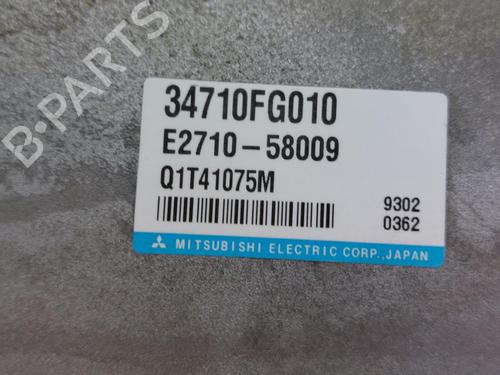 B-PARTS
34710FG010
E2710-58009
Q1T41075M
9302
0362
MITSUBISHI ELECTRIC CORP., JAPAN